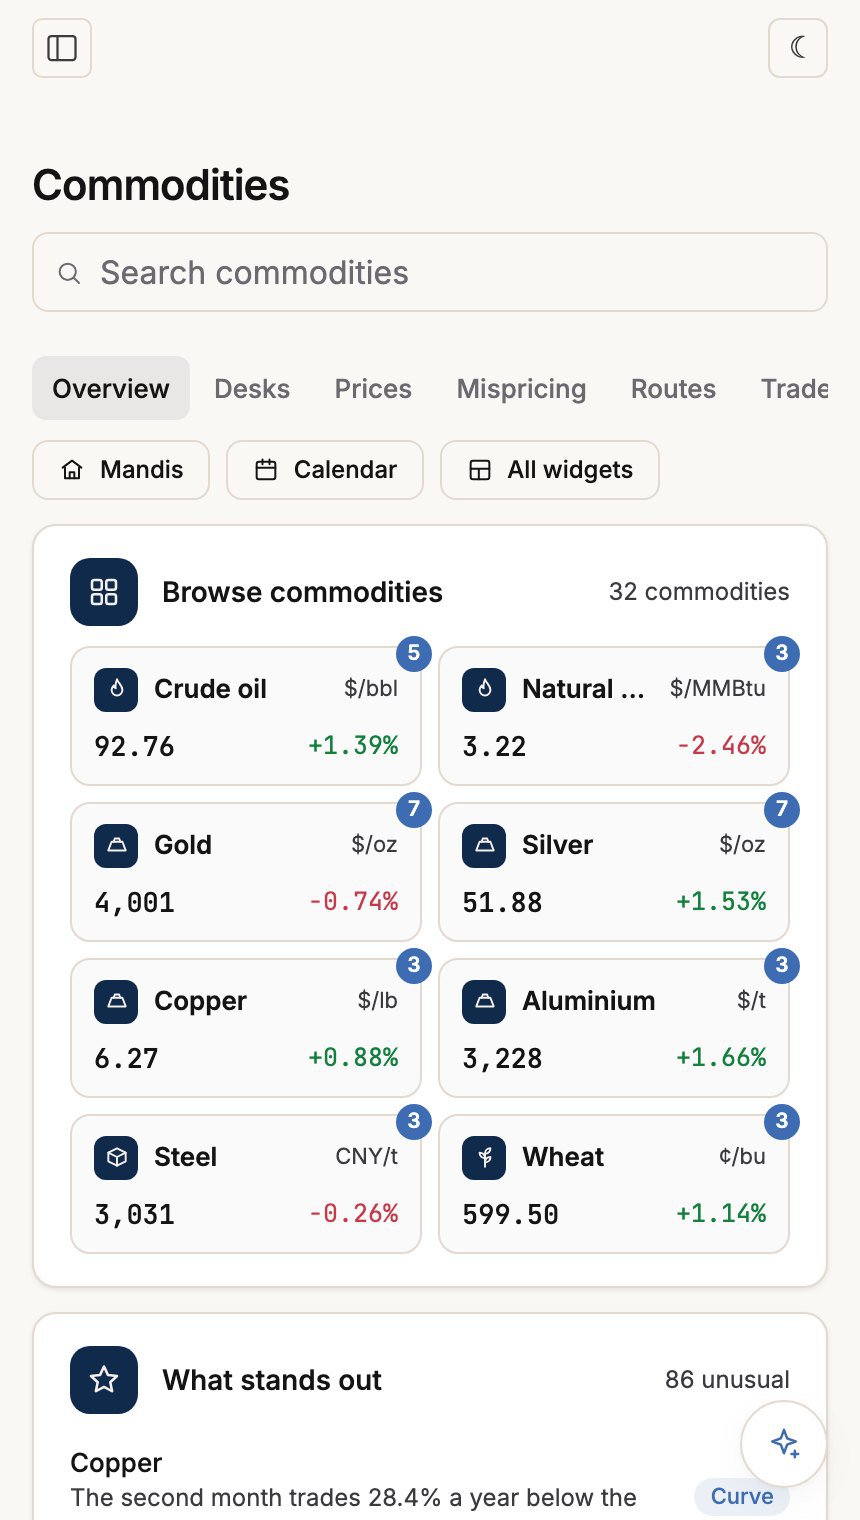 Commodities
Search commodities
Overview Desks Prices Mispricing Routes Trade
Mandis Calendar All widgets
Browse commodities 32 commodities
5 3
Crude oil $/bbl Natural ... $/MMBtu
92.76 +1.39% 3.22 -2.46%
7 7
Gold $/oz Silver $/oz
4,001 -0.74% 51.88 +1.53%
3 3
Copper $/lb Aluminium $/t
6.27 +0.88% 3,228 +1.66%
3 3
Steel CNY/t Wheat ¢/bu
3,031 -0.26% 599.50 +1.14%
What stands out 86 unusual
Copper
The second month trades 28.4% a year below the Curve